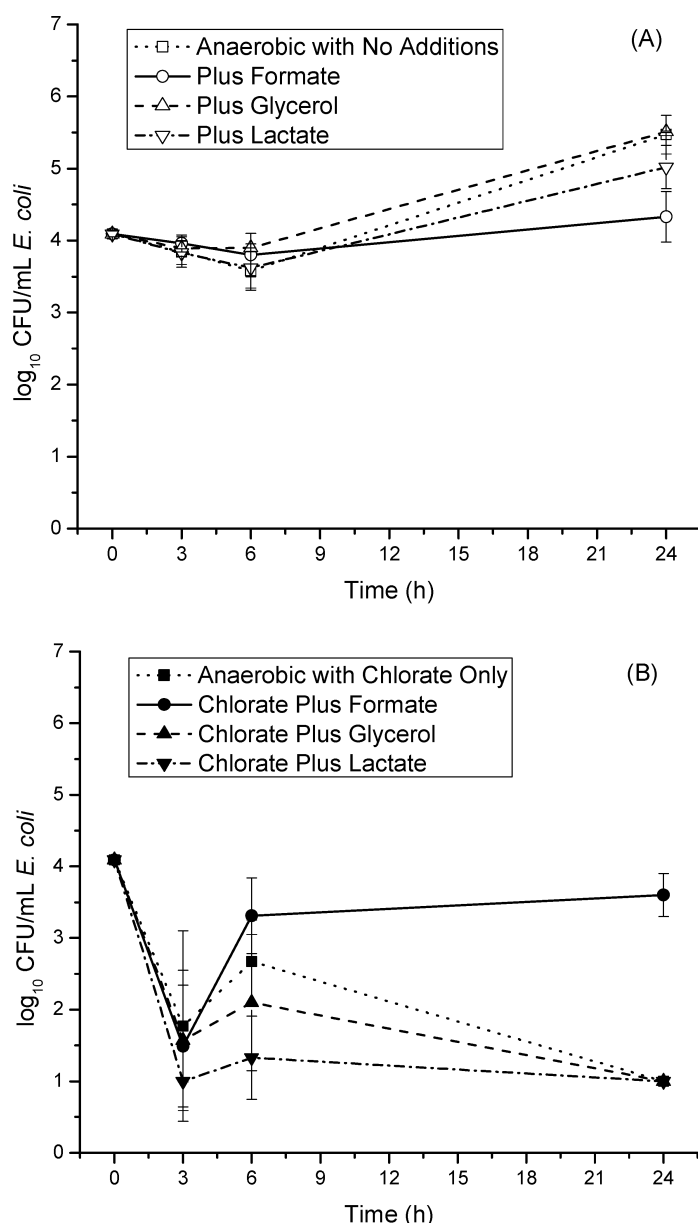 (A)
Anaerobic with No Additions
Plus Formate
Plus Glycerol
Plus Lactate
log10 CFU/mL E. coli
7
6
5
4
3
2
1
0
0 3 6 9 12 15 18 21 24
Time (h)
(B)
Anaerobic with Chlorate Only
Chlorate Plus Formate
Chlorate Plus Glycerol
Chlorate Plus Lactate
log10 CFU/mL E. coli
7
6
5
4
3
2
1
0
0 3 6 9 12 15 18 21 24
Time (h)